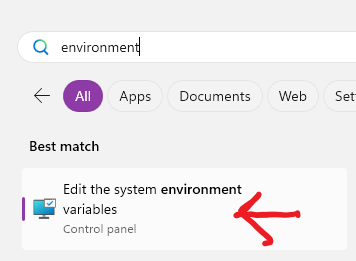 environment
All Apps Documents Web Set
Best match
Edit the system environment
variables
Control panel